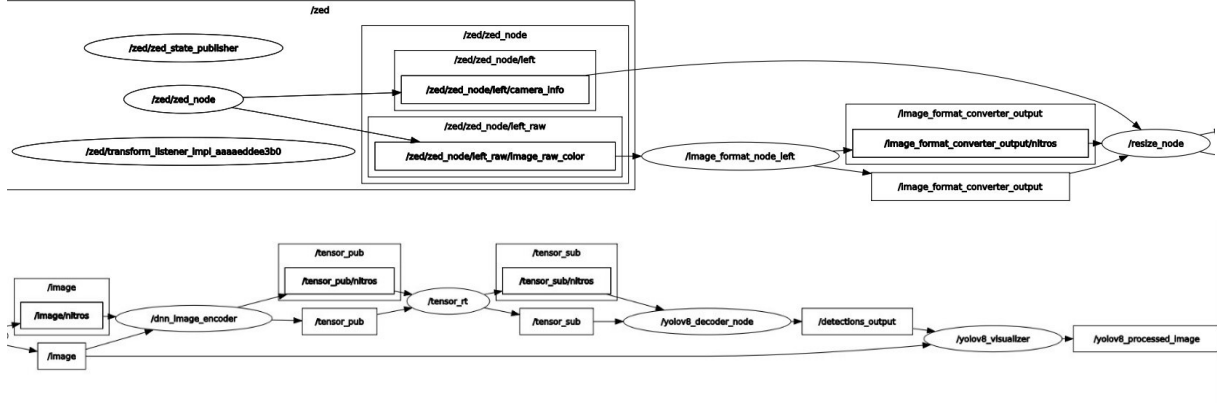 /zed
/zed/zed_state_publisher
/zed/zed_node
/zed/transform_listener_impl_aaaaeddee3b0
/zed/zed_node
/zed/zed_node/left
/zed/zed_node/left/camera_info
/zed/zed_node/left_raw
/zed/zed_node/left_raw/image_raw_color
/image_format_node_left
/image_format_converter_output
/image_format_converter_output/nitros
/image_format_converter_output
/resize_node
/image
/image/nitros
/image
/dnn_image_encoder
/tensor_pub
/tensor_pub/nitros
/tensor_pub
/tensor_rt
/tensor_sub
/tensor_sub/nitros
/tensor_sub
/yolov8_decoder_node
/detections_output
/yolov8_visualizer
/yolov8_processed_image